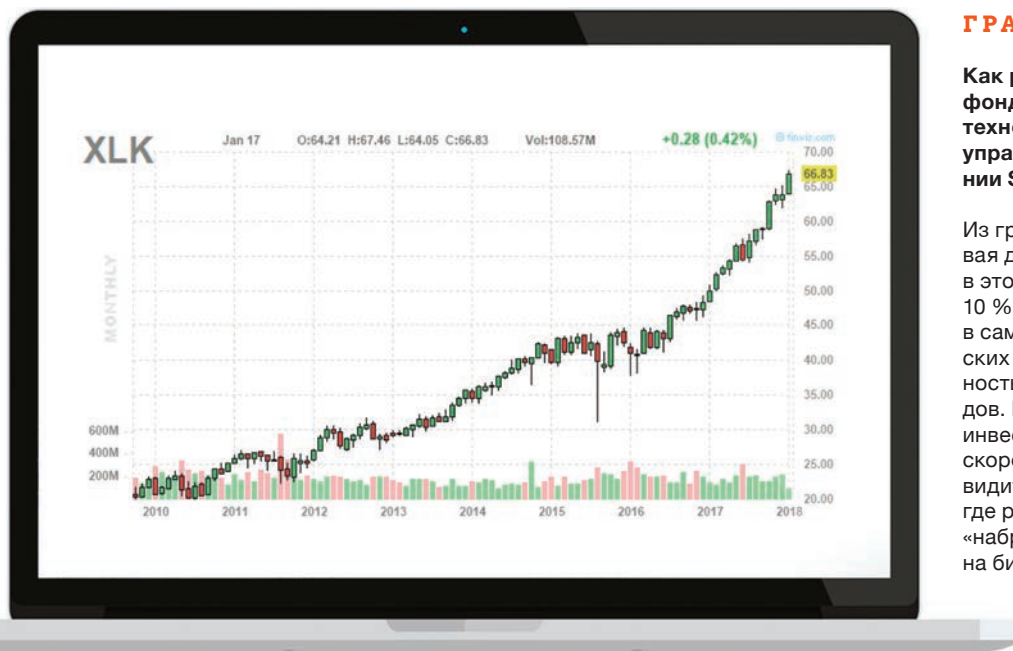 XLK
Jan 17 O:64.21 H:67.46 L:64.05 C:66.83 Vol:108.57M +0.28 (0.42%) © finviz.com
70.00
66.83
65.00
60.00
55.00
50.00
45.00
40.00
35.00
30.00
25.00
20.00
MONTHLY
600M
400M
200M
2010 2011 2012 2013 2014 2015 2016 2017 2018
ГРА
Как р
фонд
техно
упра
нии S
Из гр
вая д
в это
10 %
в сам
ских
ность
дов.
инвес
скоро
види
где р
«набр
на би